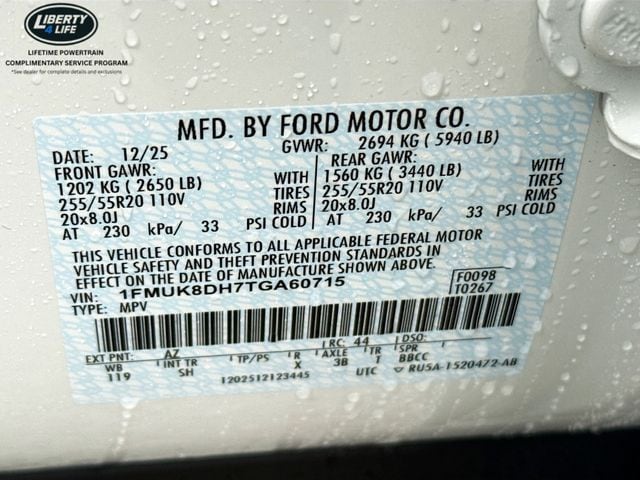 LIBERTY
4
LIFE
LIFETIME POWERTRAIN
COMPLIMENTARY SERVICE PROGRAM
*See dealer for complete details and exclusions
MFD. BY FORD MOTOR CO.
DATE: 12/25 GVWR: 2694 KG ( 5940 LB)
FRONT GAWR: REAR GAWR:
1202 KG ( 2650 LB) WITH 1560 KG ( 3440 LB) WITH
255/55R20 110V TIRES 255/55R20 110V TIRES
20x8.0J RIMS 20x8.0J RIMS
AT 230 kPa/ 33 PSI COLD AT 230 kPa/ 33 PSI COLD
THIS VEHICLE CONFORMS TO ALL APPLICABLE FEDERAL MOTOR
VEHICLE SAFETY AND THEFT PREVENTION STANDARDS IN
EFFECT ON THE DATE OF MANUFACTURE SHOWN ABOVE.
VIN: 1FMUK8DH7TGA60715 F0098
TYPE: MPV T0267
EXT PNT: AZ RC: 44 DSO:
WB INT TR TP/PS R AXLE TR SPR
119 SH X 3B T BBCC
1202512123445 UTC ▽ RU5A-1520472-AB